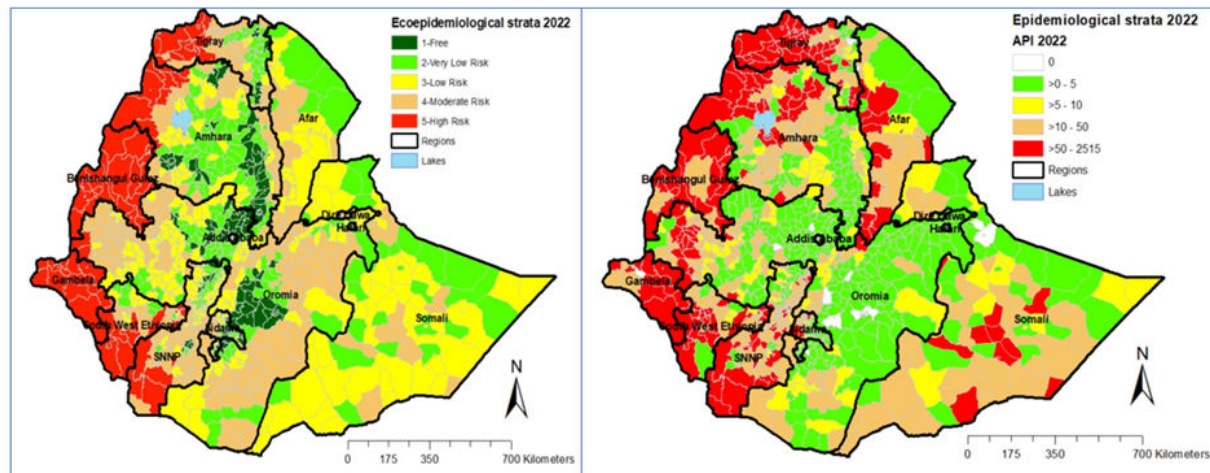 Ecoepidemiological strata 2022
1-Free
2-Very Low Risk
3-Low Risk
4-Moderate Risk
5-High Risk
Regions
Lakes
Tigray
Afar
Amhara
Benishangul Gumz
Dire Dawa
Harari
Addis Ababa
Gambela
Oromia
Somali
South West Ethiopia
Sidama
SNNP
N
0 175 350 700 Kilometers
Epidemiological strata 2022
API 2022
0
>0 - 5
>5 - 10
>10 - 50
>50 - 2515
Regions
Lakes
Tigray
Afar
Amhara
Benishangul Gumz
Dire Dawa
Harari
Addis Ababa
Gambela
Oromia
Somali
South West Ethiopia
Sidama
SNNP
N
0 175 350 700 Kilometers